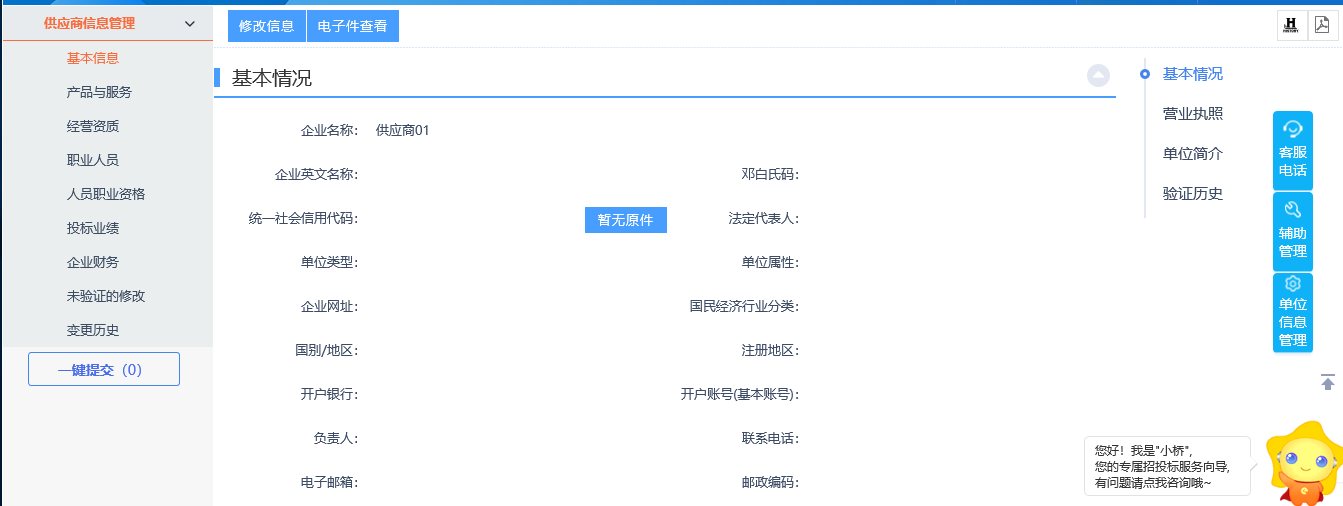 供应商信息管理
基本信息
产品与服务
经营资质
职业人员
人员职业资格
投标业绩
企业财务
未验证的修改
变更历史
一键提交（0）
修改信息
电子件查看
H
HISTORY
基本情况
企业名称： 供应商01
企业英文名称： 邓白氏码：
统一社会信用代码： 暂无原件 法定代表人：
单位类型： 单位属性：
企业网址： 国民经济行业分类：
国别/地区： 注册地区：
开户银行： 开户账号(基本账号)：
负责人： 联系电话：
电子邮箱： 邮政编码：
基本情况
营业执照
单位简介
验证历史
客服
电话
辅助
管理
单位
信息
管理
您好！我是"小桥",
您的专属招投标服务向导,
有问题请点我咨询哦~